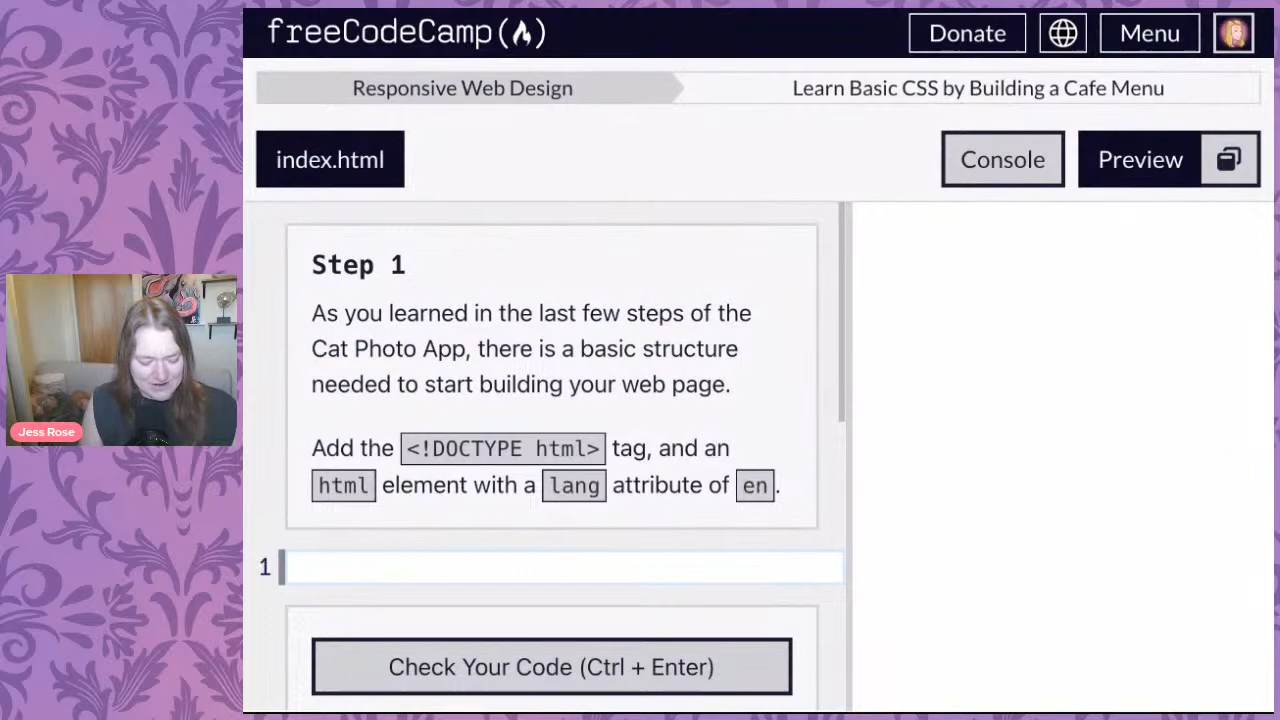 freeCodeCamp
Donate
Menu
Responsive Web Design
Learn Basic CSS by Building a Cafe Menu
index.html
Console
Preview
Step 1
As you learned in the last few steps of the
Cat Photo App, there is a basic structure
needed to start building your web page.
Add the <!DOCTYPE html> tag, and an
html element with a lang attribute of en.
1
Check Your Code (Ctrl + Enter)
Jess Rose